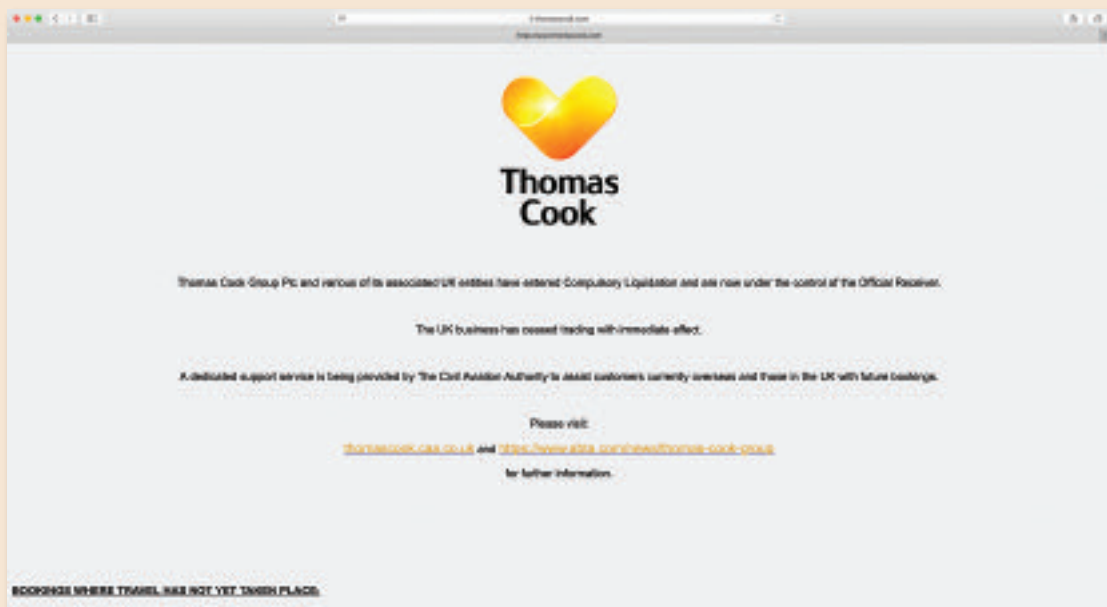 Thomas
Cook
Thomas Cook Group Plc and various of its associated UK entities have entered Compulsory Liquidation and are now under the control of the Official Receiver.
The UK business has ceased trading with immediate effect.
A dedicated support service is being provided by The Civil Aviation Authority to assist customers currently overseas and those in the UK with future bookings.
Please visit:
thomascook.caa.co.uk and https://www.abta.com/news/thomas-cook-group
for further information.
BOOKINGS WHERE TRAVEL HAS NOT YET TAKEN PLACE: